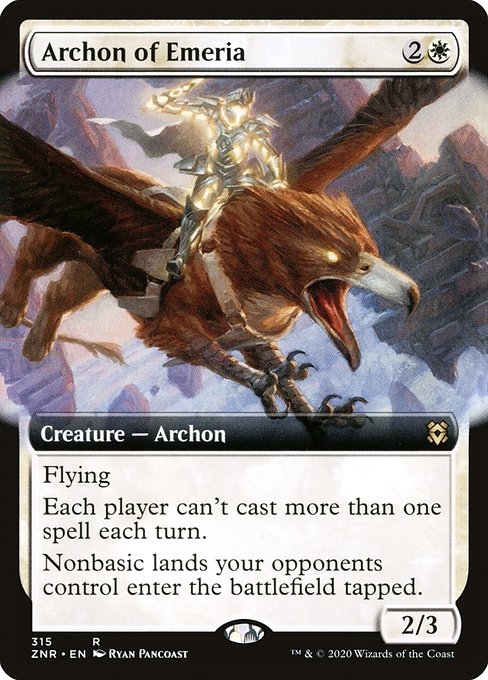 Archon of Emeria 2
Creature — Archon
Flying
Each player can't cast more than one
spell each turn.
Nonbasic lands your opponents
control enter the battlefield tapped.
2/3
315 R
ZNR • EN Ryan Pancoast
™ & © 2020 Wizards of the Coast